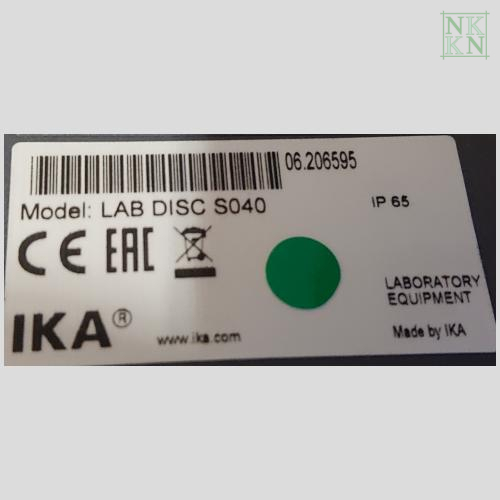 NK
KN
06.206595
Model: LAB DISC S040
IP 65
CE EAC
LABORATORY
EQUIPMENT
IKA®
www.ika.com
Made by IKA